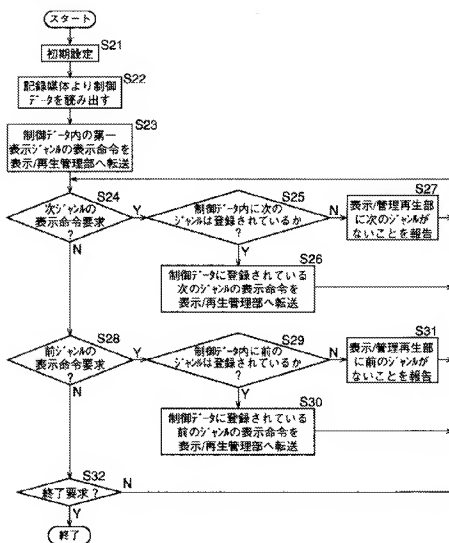 スタート
S21
初期設定
S22
記録媒体より制御
データを読み出す
S23
制御データ内の第一
表示ジャンルの表示命令を
表示/再生管理部へ転送
S24
次ジャンルの
表示命令要求
?
Y
N
S25
制御データ内に次の
ジャンルは登録されているか
?
N
Y
S27
表示/管理再生部
に次のジャンルが
ないことを報告
S26
制御データに登録されている
次のジャンルの表示命令を
表示/再生管理部へ転送
S28
前ジャンルの
表示命令要求
?
Y
N
S29
制御データ内に前の
ジャンルは登録されているか
?
N
Y
S31
表示/管理再生部
に前のジャンルが
ないことを報告
S30
制御データに登録されている
前のジャンルの表示命令を
表示/再生管理部へ転送
S32
終了要求?
N
Y
終了